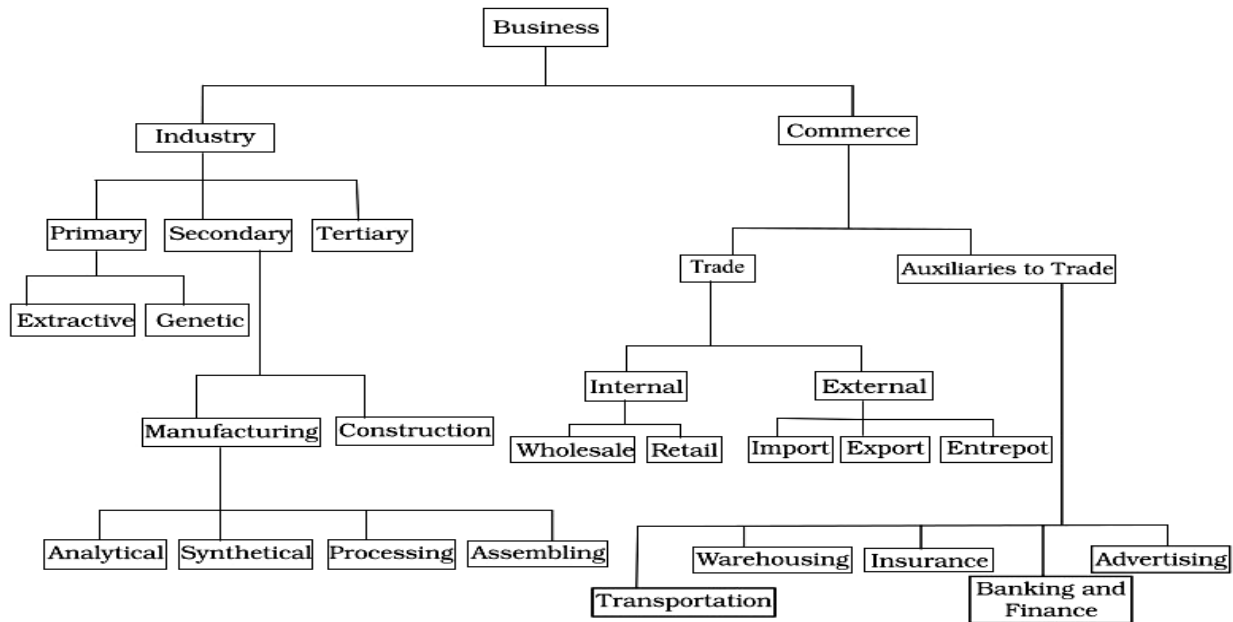 Business
Industry
Commerce
Primary
Secondary
Tertiary
Trade
Auxiliaries to Trade
Extractive
Genetic
Internal
External
Manufacturing
Construction
Wholesale
Retail
Import
Export
Entrepot
Analytical
Synthetical
Processing
Assembling
Warehousing
Insurance
Advertising
Transportation
Banking and
Finance